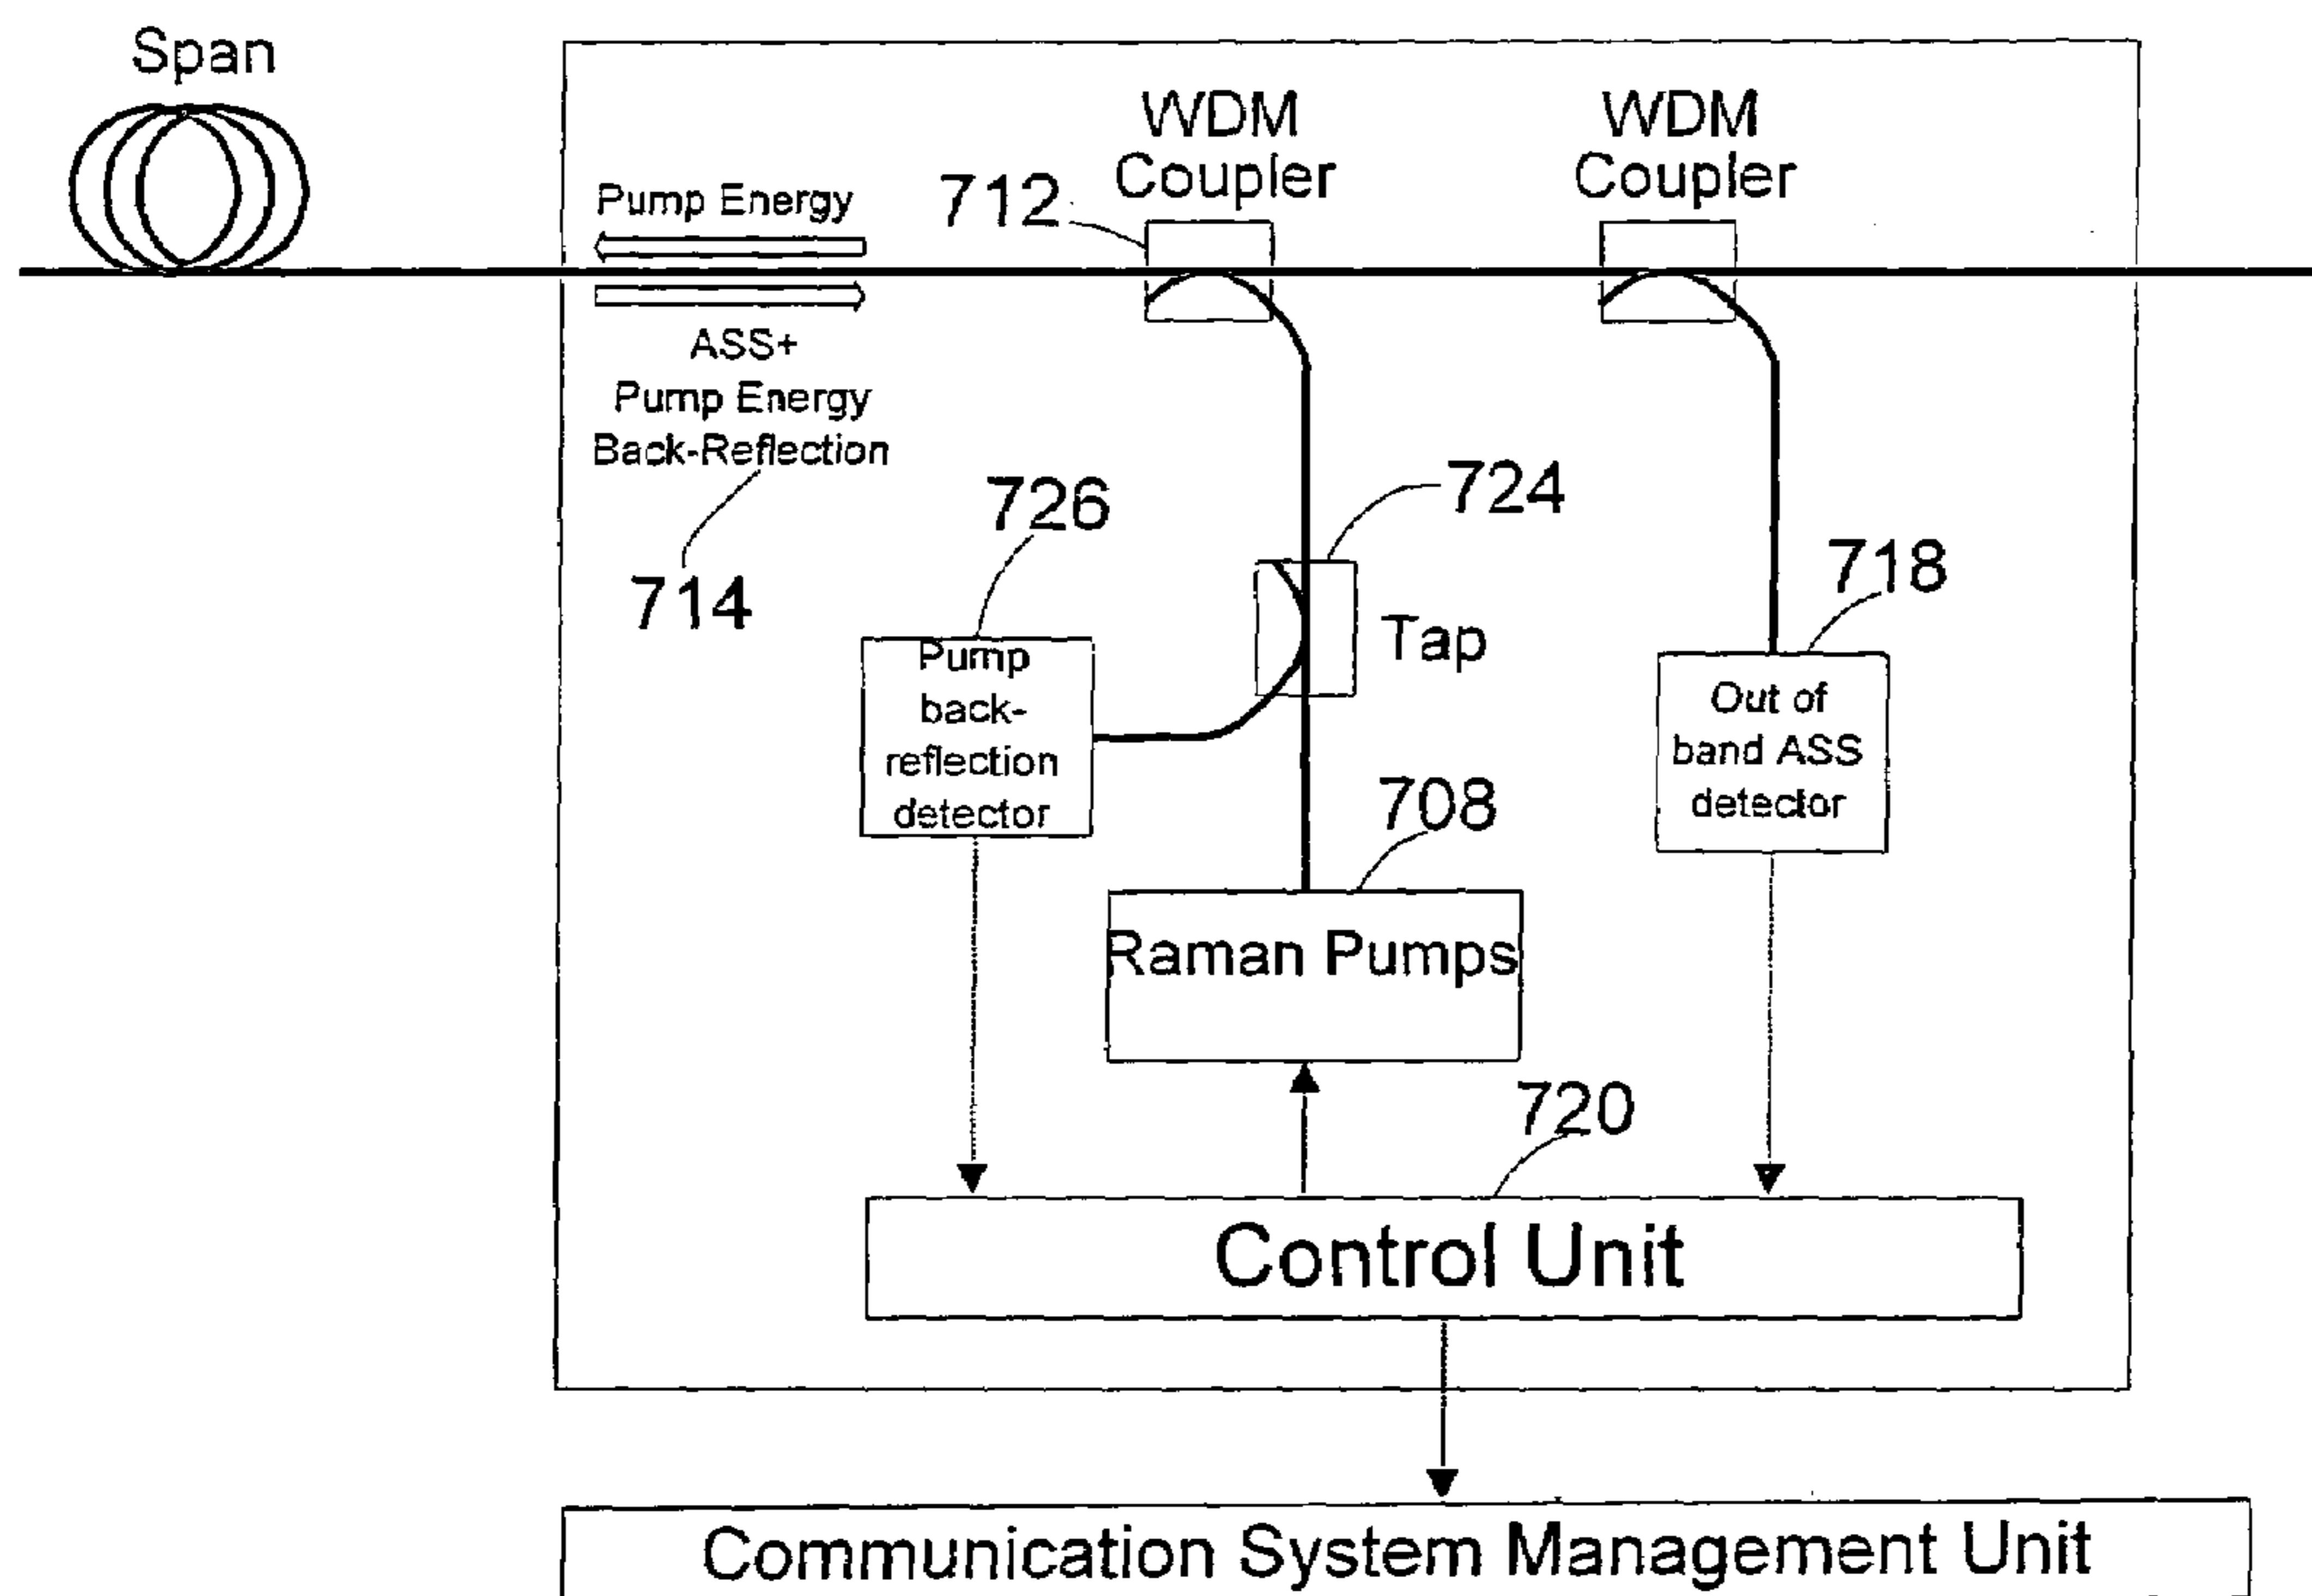 Span
WDM
Coupler
WDM
Coupler
Pump Energy
712
ASS+
Pump Energy
Back-Reflection
714
726
724
718
Tap
Pump
back-
reflection
detector
Out of
band ASS
detector
708
Raman Pumps
720
Control Unit
Communication System Management Unit